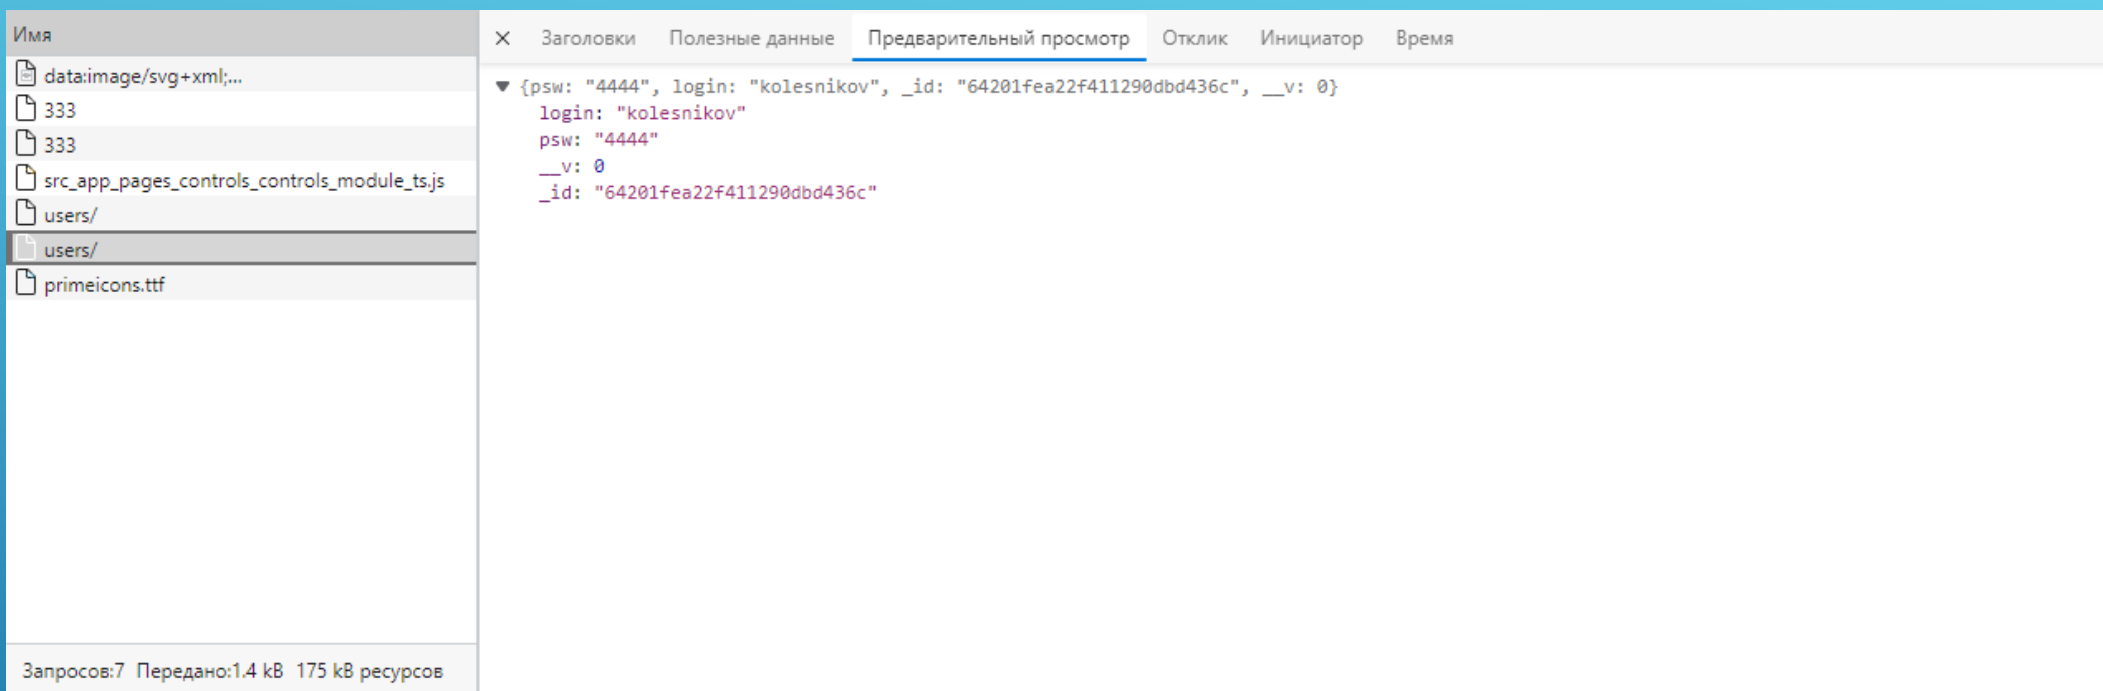 Имя
data:image/svg+xml;...
333
333
src_app_pages_controls_controls_module_ts.js
users/
users/
primeicons.ttf
Запросов:7 Передано:1.4 kB 175 kB ресурсов
× Заголовки Полезные данные Предварительный просмотр Отклик Инициатор Время
▼ {psw: "4444", login: "kolesnikov", _id: "64201fea22f411290dbd436c", __v: 0}
login: "kolesnikov"
psw: "4444"
__v: 0
_id: "64201fea22f411290dbd436c"